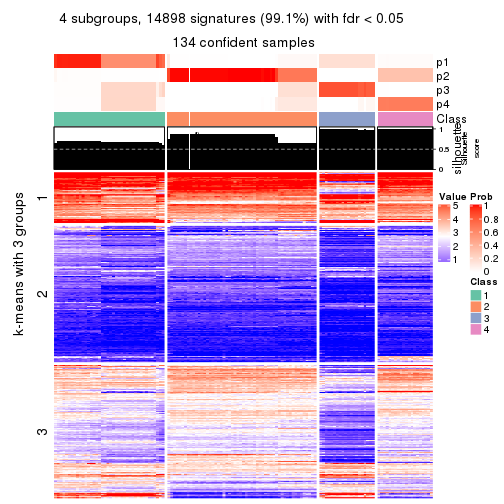 4 subgroups, 14898 signatures (99.1%) with fdr < 0.05
134 confident samples
p1
p2
p3
p4
Class
silhouette
Silhouette
score
1
0.5
0
k-means with 3 groups
1
2
3
Value
5
4
3
2
1
Prob
1
0.8
0.6
0.4
0.2
0
Class
1
2
3
4